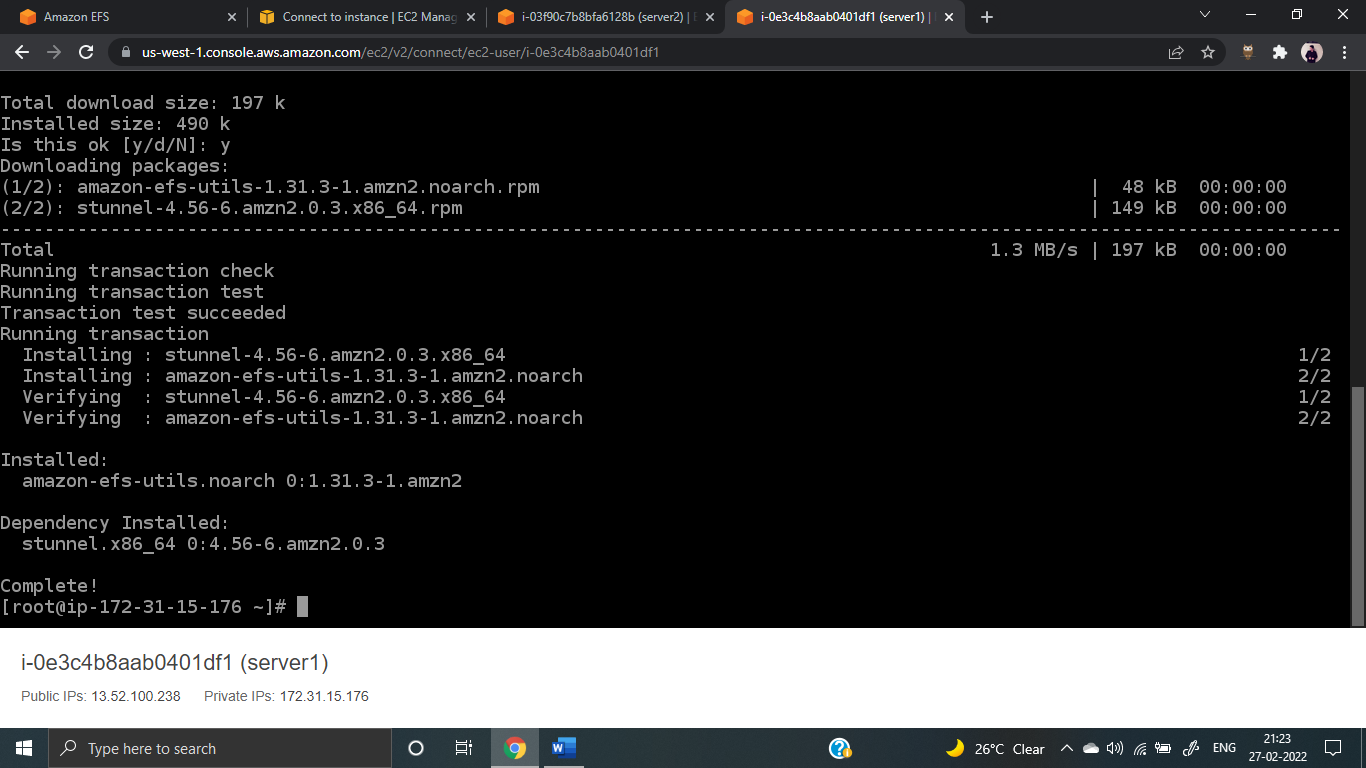 Amazon EFS
Connect to instance | EC2 Manag
i-03f90c7b8bfa6128b (server2) | E
i-0e3c4b8aab0401df1 (server1) |
us-west-1.console.aws.amazon.com/ec2/v2/connect/ec2-user/i-0e3c4b8aab0401df1
Total download size: 197 k
Installed size: 490 k
Is this ok [y/d/N]: y
Downloading packages:
(1/2): amazon-efs-utils-1.31.3-1.amzn2.noarch.rpm | 48 kB 00:00:00
(2/2): stunnel-4.56-6.amzn2.0.3.x86_64.rpm | 149 kB 00:00:00
--------------------------------------------------------------------------------------------------------------------------
Total 1.3 MB/s | 197 kB 00:00:00
Running transaction check
Running transaction test
Transaction test succeeded
Running transaction
Installing : stunnel-4.56-6.amzn2.0.3.x86_64 1/2
Installing : amazon-efs-utils-1.31.3-1.amzn2.noarch 2/2
Verifying : stunnel-4.56-6.amzn2.0.3.x86_64 1/2
Verifying : amazon-efs-utils-1.31.3-1.amzn2.noarch 2/2
Installed:
amazon-efs-utils.noarch 0:1.31.3-1.amzn2
Dependency Installed:
stunnel.x86_64 0:4.56-6.amzn2.0.3
Complete!
[root@ip-172-31-15-176 ~]#
i-0e3c4b8aab0401df1 (server1)
Public IPs: 13.52.100.238 Private IPs: 172.31.15.176
Type here to search
26°C Clear
ENG
21:23
27-02-2022